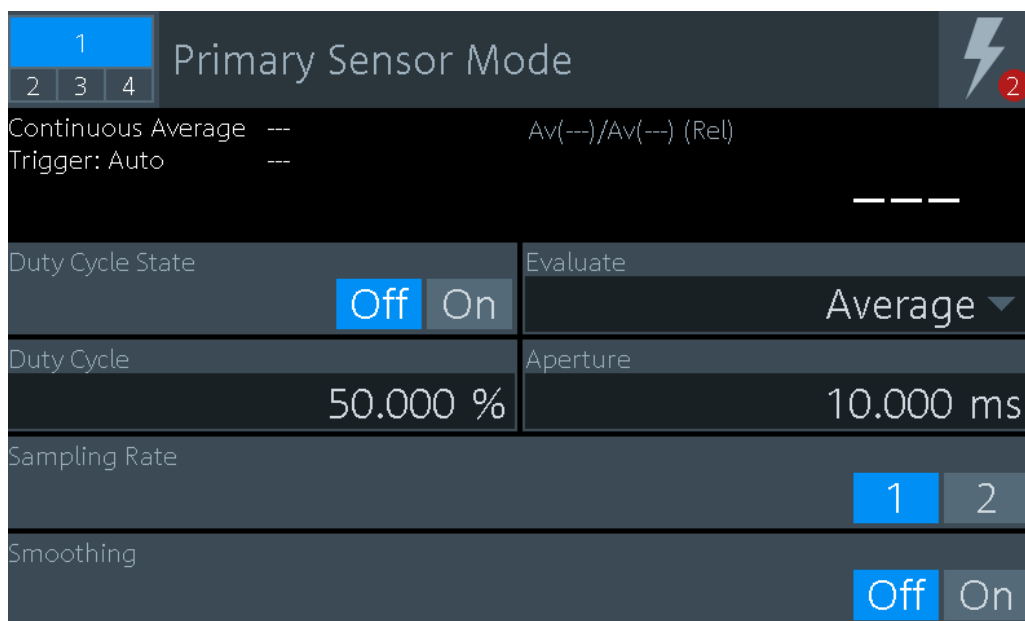 1
2 3 4
Primary Sensor Mode
2
Continuous Average ---
Trigger: Auto ---
Av(---)/Av(---) (Rel)
---
Duty Cycle State
Off On
Evaluate
Average
Duty Cycle
50.000 %
Aperture
10.000 ms
Sampling Rate
1 2
Smoothing
Off On